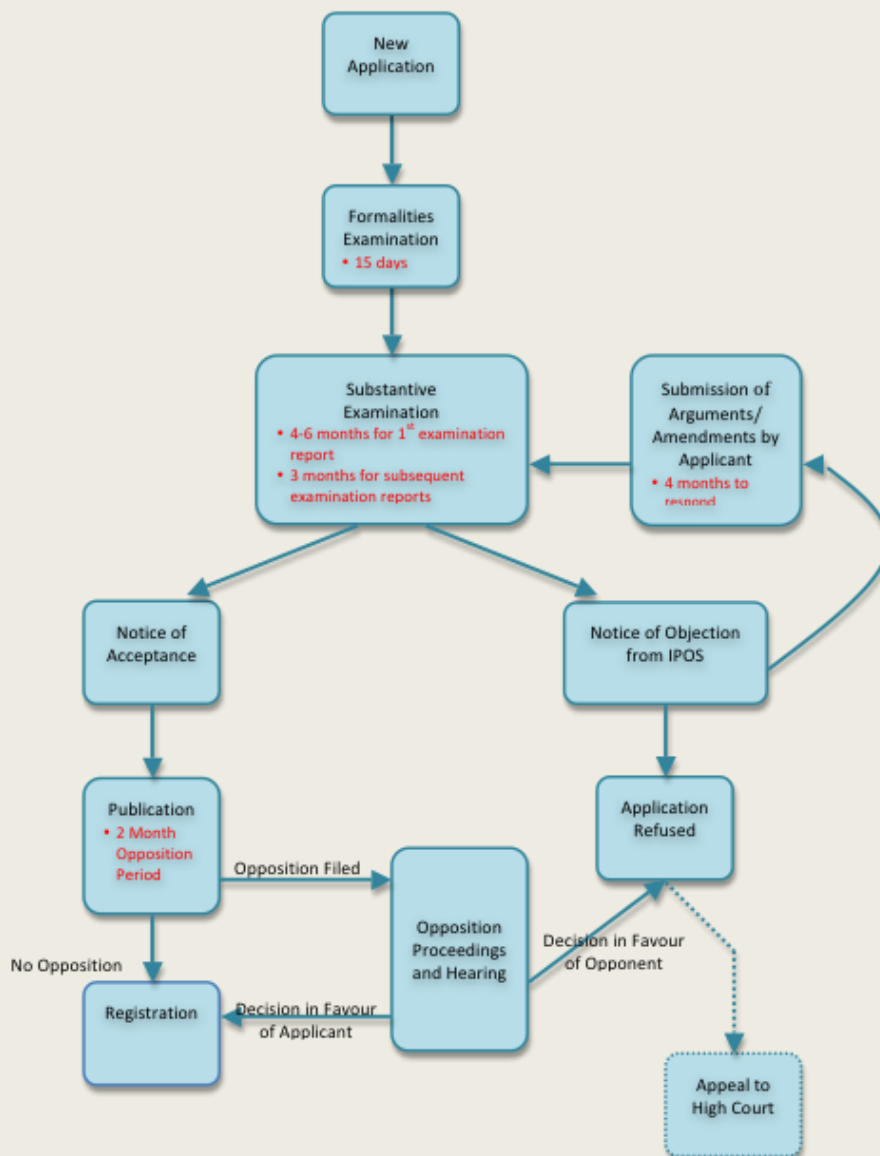 New
Application
Formalities
Examination
• 15 days
Substantive
Examination
• 4-6 months for 1st examination
report
• 3 months for subsequent
examination reports
Submission of
Arguments/
Amendments by
Applicant
• 4 months to
respond
Notice of
Acceptance
Notice of Objection
from IPOS
Publication
• 2 Month
Opposition
Period
Opposition Filed
Application
Refused
Opposition
Proceedings
and Hearing
Decision in Favour
of Opponent
No Opposition
Registration
Decision in Favour
of Applicant
Appeal to
High Court